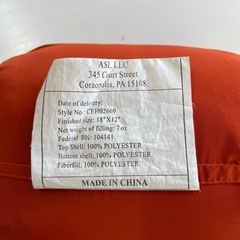 ASL LLC
345 Court Street
Coraopolis, PA 15108
Date of delivery:
Style No. CEH02669
Finished size: 18"X12"
Net weight of filling: 7oz
Federal RN: 104141
Top Shell: 100% POLYESTER
Bottom shell: 100% POLYESTER
Fiberfill: 100% POLYESTER
MADE IN CHINA